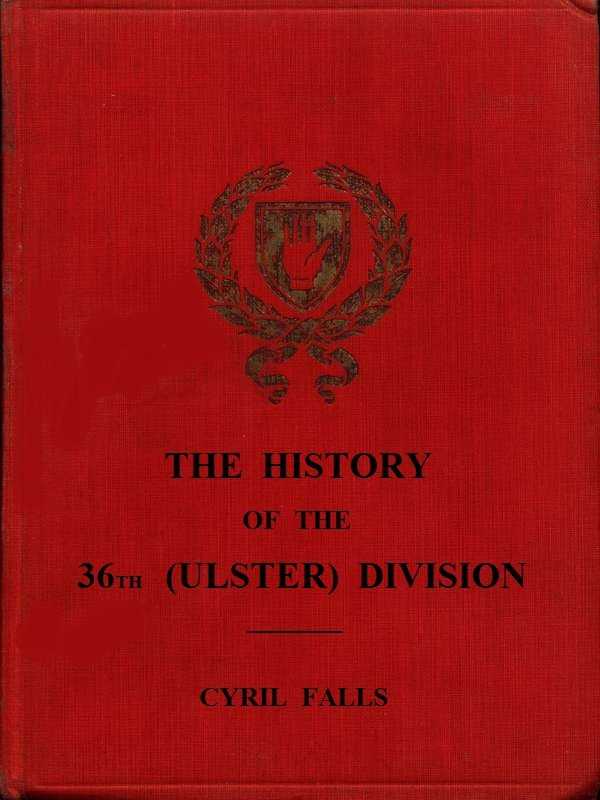 THE HISTORY
OF THE
36TH (ULSTER) DIVISION
CYRIL FALLS